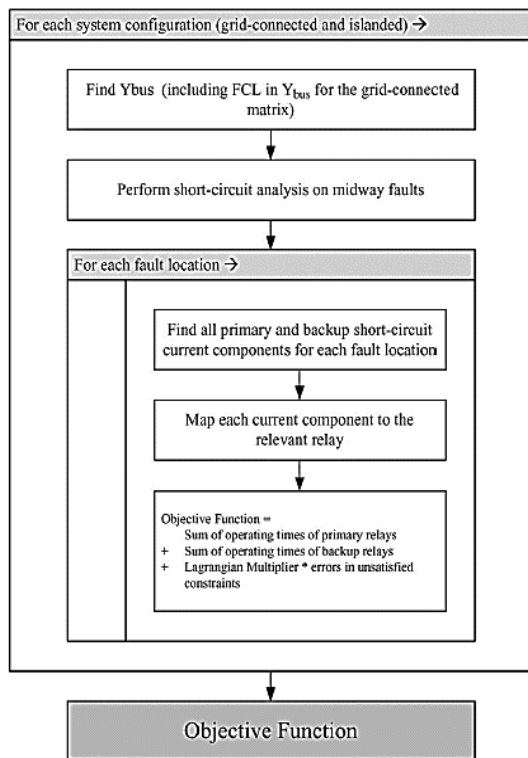 For each system configuration (grid-connected and islanded) →
Find Ybus (including FCL in Ybus for the grid-connected
matrix)
Perform short-circuit analysis on midway faults
For each fault location →
Find all primary and backup short-circuit
current components for each fault location
Map each current component to the
relevant relay
Objective Function =
Sum of operating times of primary relays
+ Sum of operating times of backup relays
+ Lagrangian Multiplier * errors in unsatisfied
constraints
Objective Function